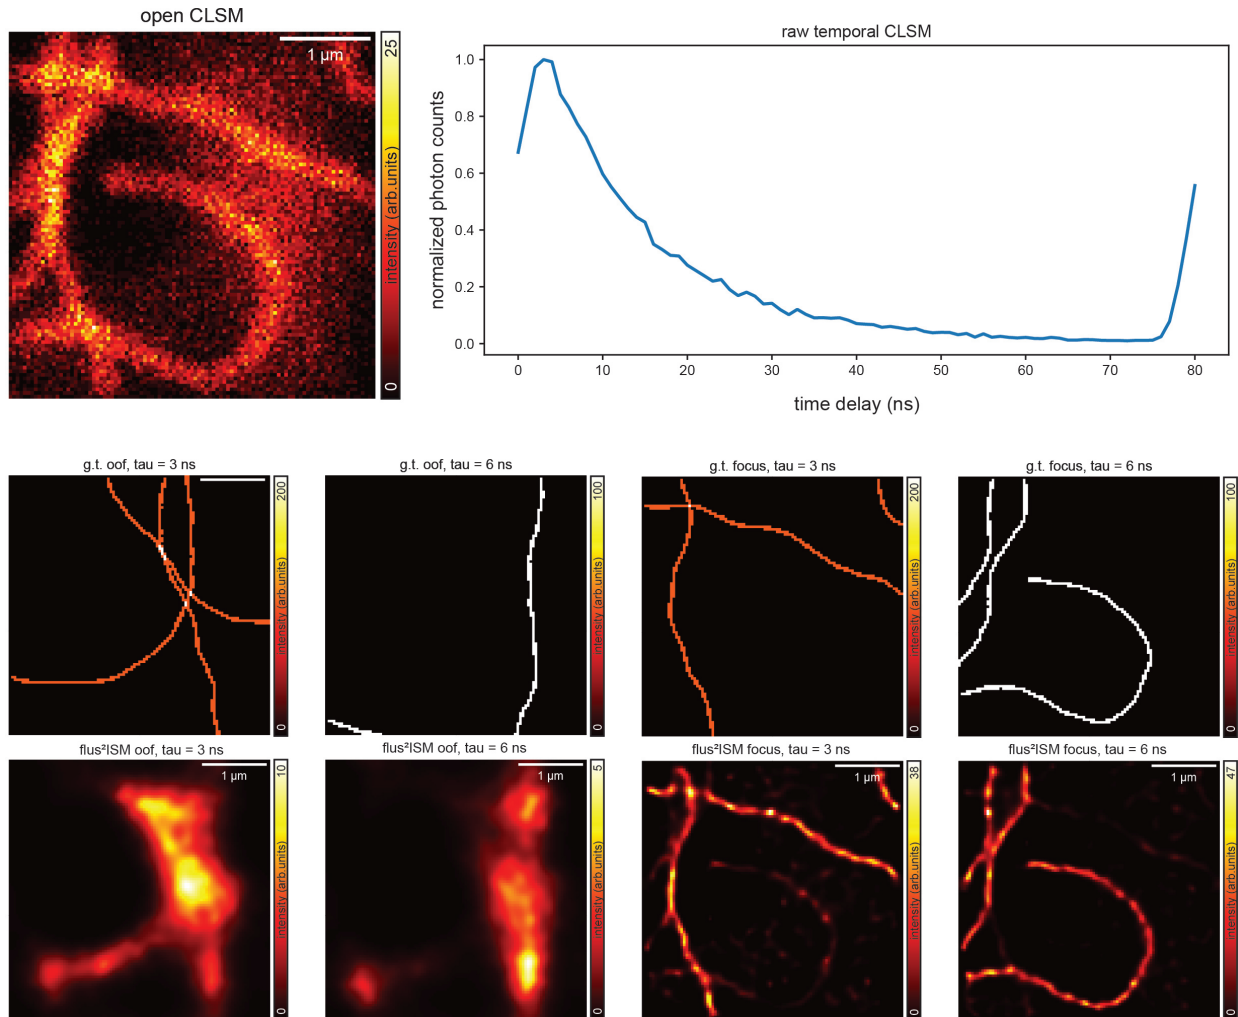 open CLSM
1 µm
25
intensity (arb.units)
0
raw temporal CLSM
normalized photon counts
1.0
0.8
0.6
0.4
0.2
0.0
0 10 20 30 40 50 60 70 80
time delay (ns)
g.t. oof, tau = 3 ns
200
intensity (arb.units)
0
g.t. oof, tau = 6 ns
100
intensity (arb.units)
0
g.t. focus, tau = 3 ns
200
intensity (arb.units)
0
g.t. focus, tau = 6 ns
100
intensity (arb.units)
0
flus²ISM oof, tau = 3 ns
1 µm
10
intensity (arb.units)
0
flus²ISM oof, tau = 6 ns
1 µm
5
intensity (arb.units)
0
flus²ISM focus, tau = 3 ns
1 µm
38
intensity (arb.units)
0
flus²ISM focus, tau = 6 ns
1 µm
47
intensity (arb.units)
0